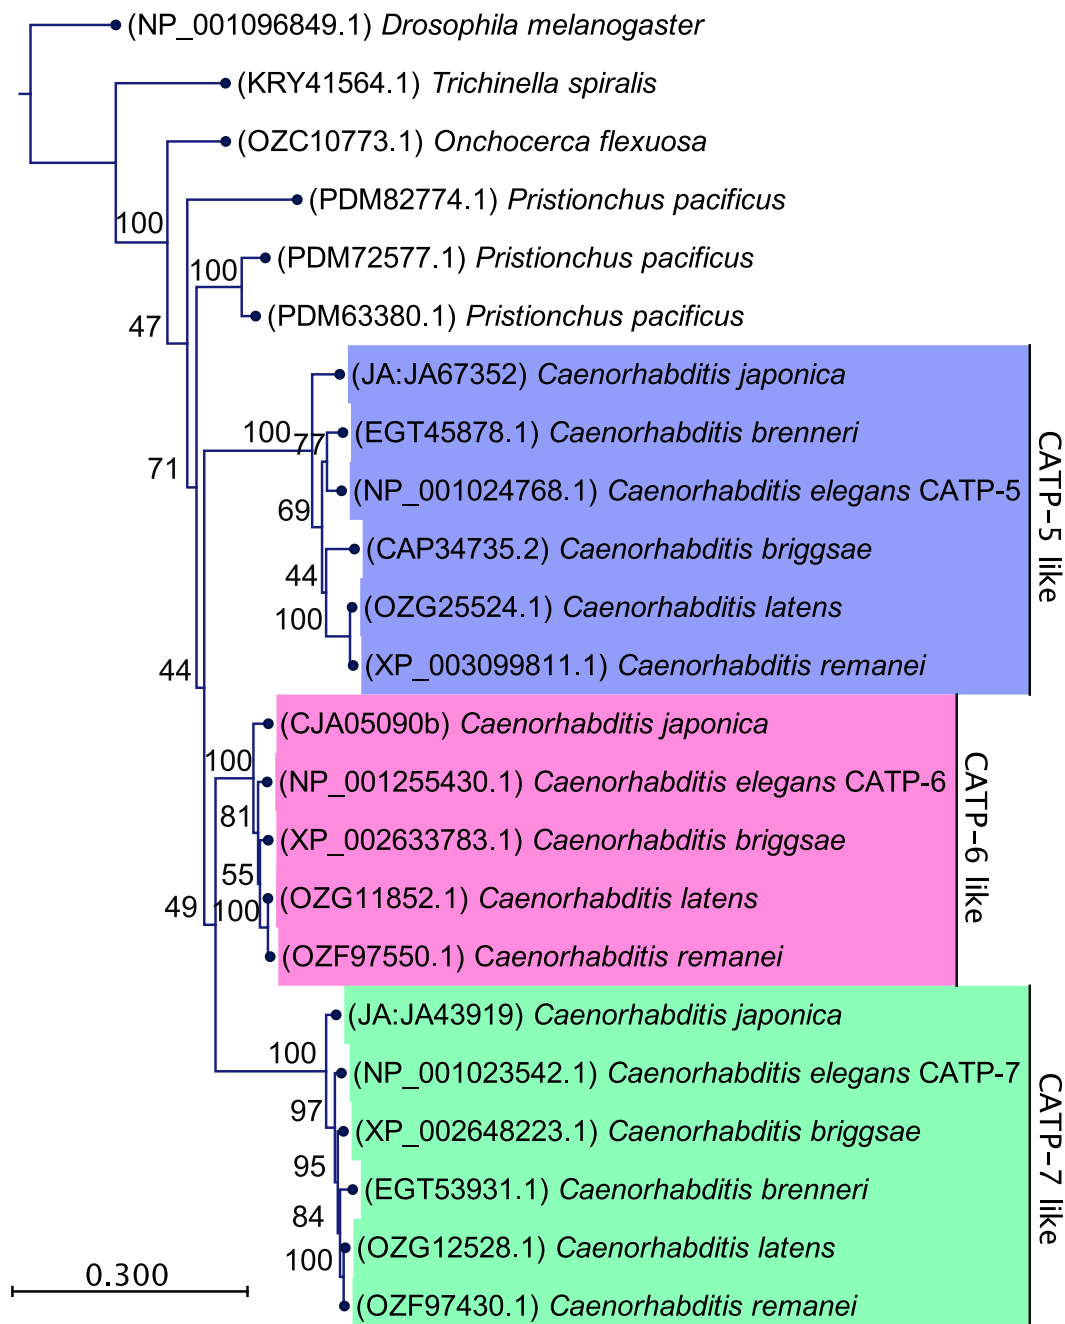 (NP_001096849.1) Drosophila melanogaster
(KRY41564.1) Trichinella spiralis
(OZC10773.1) Onchocerca flexuosa
(PDM82774.1) Pristionchus pacificus
100
(PDM72577.1) Pristionchus pacificus
100
(PDM63380.1) Pristionchus pacificus
47
(JA:JA67352) Caenorhabditis japonica
(EGT45878.1) Caenorhabditis brenneri
100
77
71
(NP_001024768.1) Caenorhabditis elegans CATP-5
69
(CAP34735.2) Caenorhabditis briggsae
44
(OZG25524.1) Caenorhabditis latens
100
(XP_003099811.1) Caenorhabditis remanei
CATP-5 like
44
(CJA05090b) Caenorhabditis japonica
100
(NP_001255430.1) Caenorhabditis elegans CATP-6
81
(XP_002633783.1) Caenorhabditis briggsae
55
(OZG11852.1) Caenorhabditis latens
49
100
(OZF97550.1) Caenorhabditis remanei
CATP-6 like
(JA:JA43919) Caenorhabditis japonica
100
(NP_001023542.1) Caenorhabditis elegans CATP-7
97
(XP_002648223.1) Caenorhabditis briggsae
95
(EGT53931.1) Caenorhabditis brenneri
84
(OZG12528.1) Caenorhabditis latens
100
(OZF97430.1) Caenorhabditis remanei
CATP-7 like
0.300